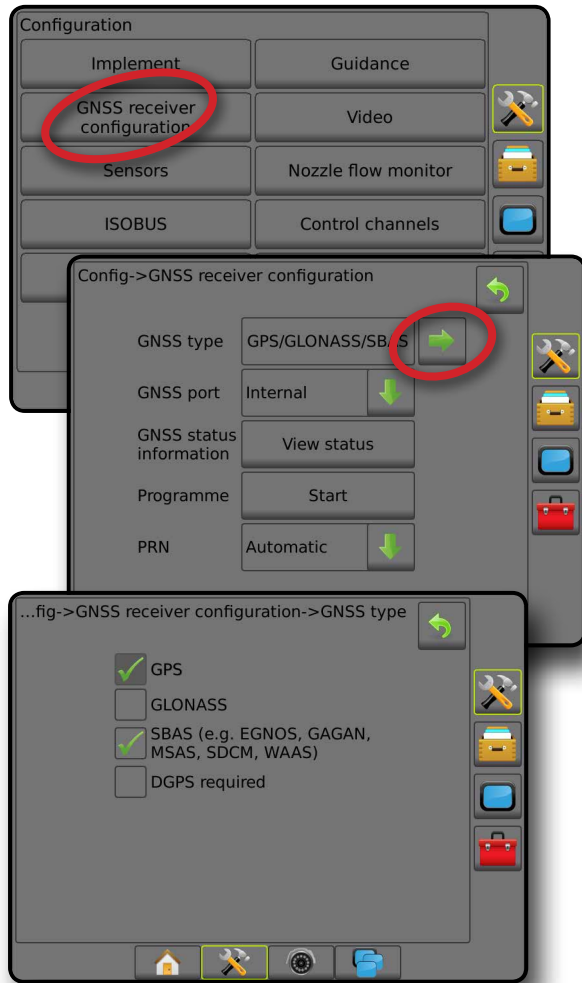 Configuration
Implement
Guidance
GNSS receiver
configuration
Video
Sensors
Nozzle flow monitor
ISOBUS
Control channels
Config->GNSS receiver configuration
GNSS type
GPS/GLONASS/SBAS
GNSS port
Internal
GNSS status
information
View status
Programme
Start
PRN
Automatic
...fig->GNSS receiver configuration->GNSS type
GPS
GLONASS
SBAS (e.g. EGNOS, GAGAN,
MSAS, SDCM, WAAS)
DGPS required